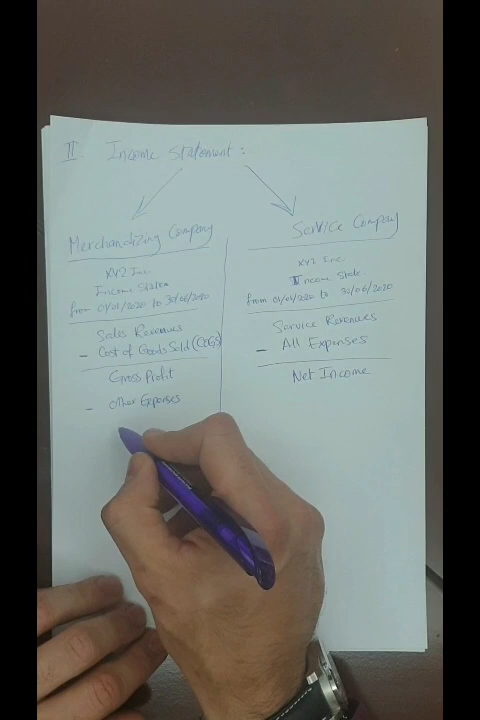 II Income Statement :
Merchandizing Company
XYZ Inc.
Income Statem
from 01/01/2020 to 30/06/2020
Sales Revenues
- Cost of Goods Sold (COGS)
Gross Profit
- Other Expenses
Service Company
XYZ Inc.
Income State.
from 01/01/2020 to 30/06/2020
Service Revenues
- All Expenses
Net Income